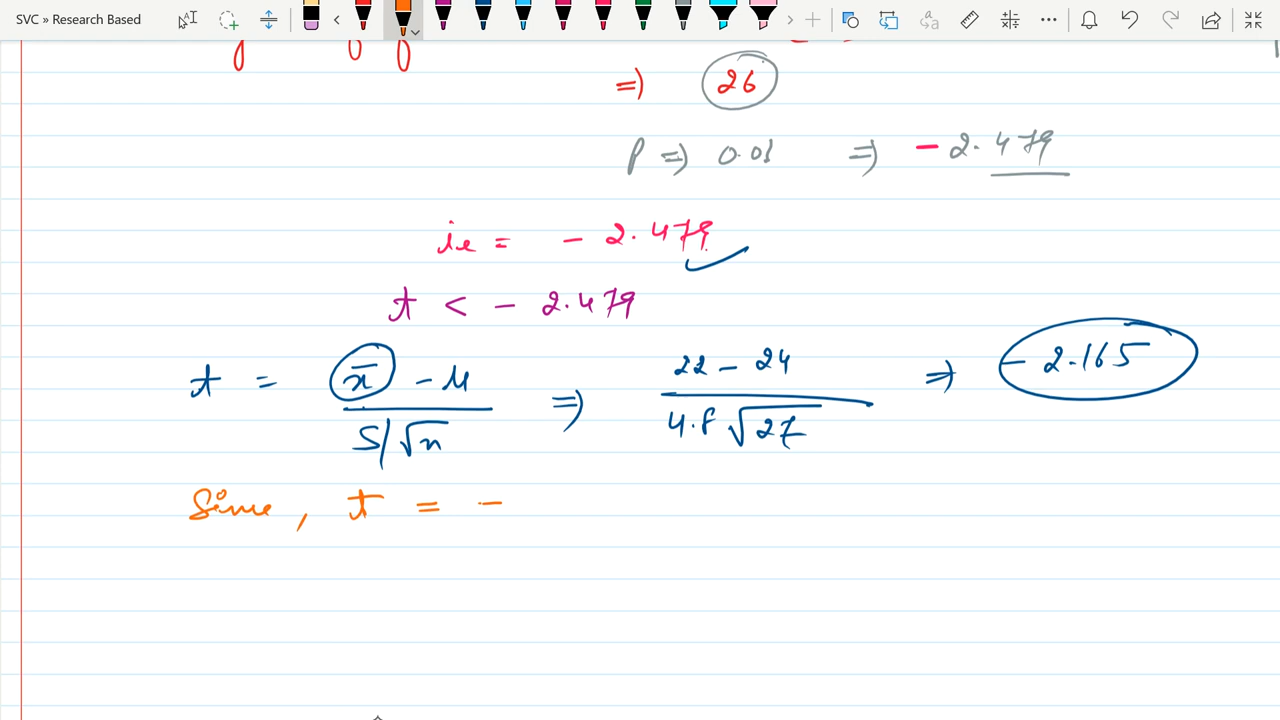 SVC » Research Based
=) 26
P => 0.01 => - 2.479
ie = - 2.479
t < - 2.479
t = x̄ - μ / S/√n => 22 - 24 / 4.8 √27 => - 2.165
Since, t = -